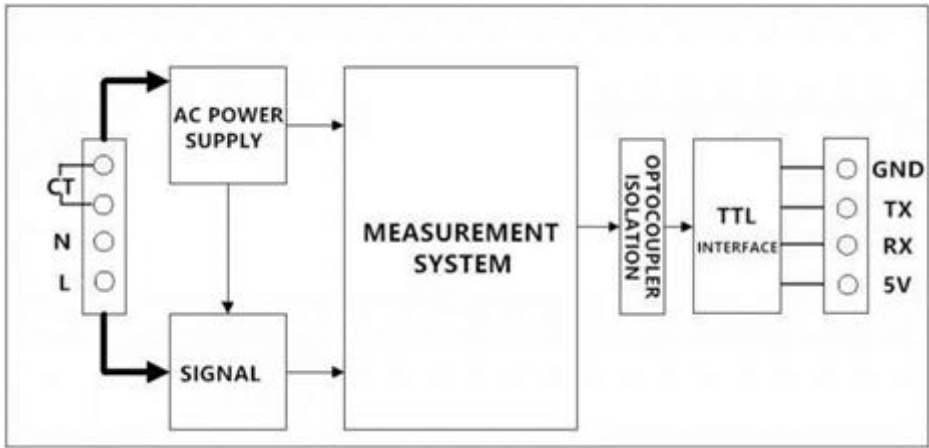 AC POWER
SUPPLY
CT
N
L
SIGNAL
MEASUREMENT
SYSTEM
OPTOCOUPLER
ISOLATION
TTL
INTERFACE
GND
TX
RX
5V